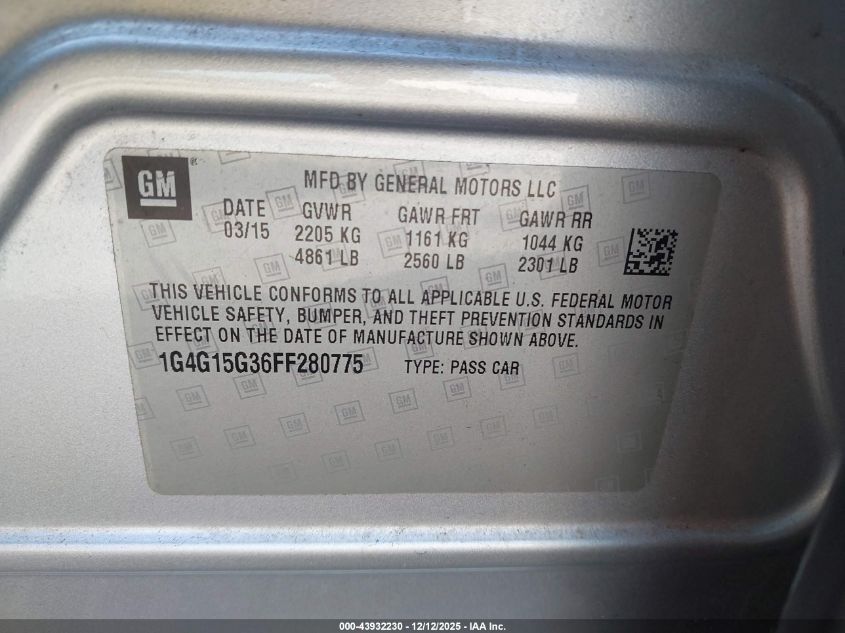 GM
MFD BY GENERAL MOTORS LLC
DATE GVWR GAWR FRT GAWR RR
03/15 2205 KG 1161 KG 1044 KG
4861 LB 2560 LB 2301 LB
THIS VEHICLE CONFORMS TO ALL APPLICABLE U.S. FEDERAL MOTOR
VEHICLE SAFETY, BUMPER, AND THEFT PREVENTION STANDARDS IN
EFFECT ON THE DATE OF MANUFACTURE SHOWN ABOVE.
1G4G15G36FF280775 TYPE: PASS CAR
000-43932230 - 12/12/2025 - IAA Inc.